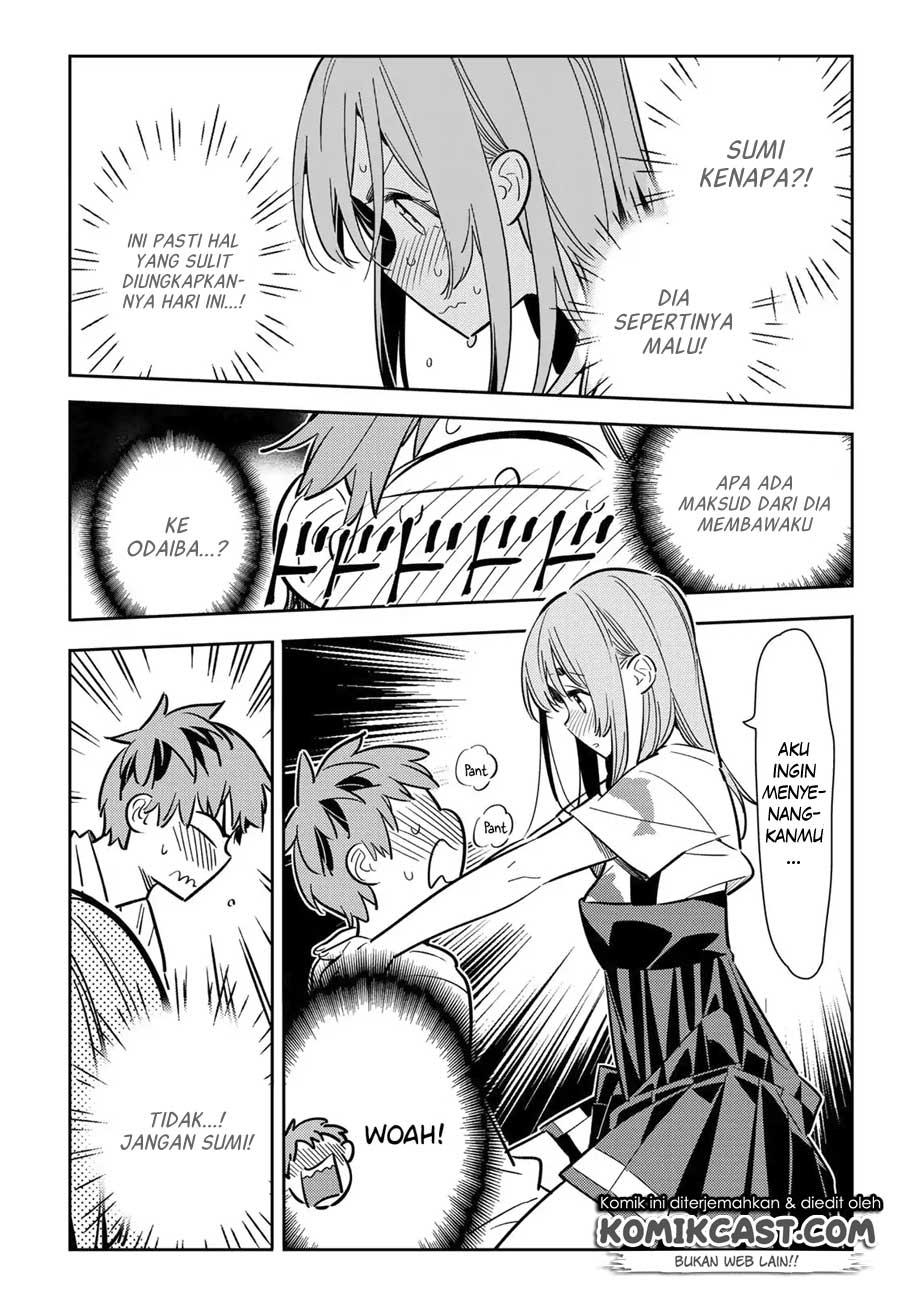 SUMI
KENAPA?!
DIA
SEPERTINYA
MALU!
INI PASTI HAL
YANG SULIT
DIUNGKAPKAN-
NYA HARI INI...!
APA ADA
MAKSUD DARI DIA
MEMBAWAKU
KE
ODAIBA...?
ドドドドド
AKU
INGIN
MENYE-
NANG-
KANMU
...
Pant
Pant
WOAH!
TIDAK...!
JANGAN SUMI!
Komik ini diterjemahkan & diedit oleh
KOMIKCAST.COM
BUKAN WEB LAIN!!